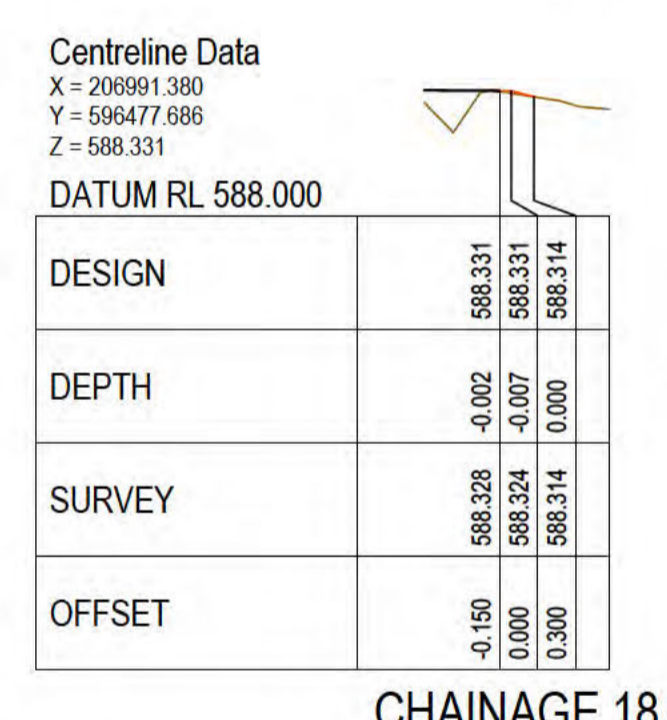 Centreline Data
X = 206991.380
Y = 596477.686
Z = 588.331
DATUM RL 588.000
DESIGN 588.331 588.331 588.314
DEPTH -0.002 -0.007 0.000
SURVEY 588.328 588.324 588.314
OFFSET -0.150 0.000 0.300
CHAINAGE 18